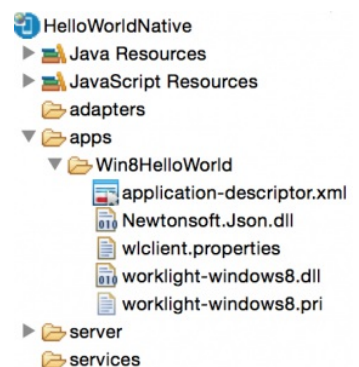 HelloWorldNative
Java Resources
JavaScript Resources
adapters
apps
Win8HelloWorld
application-descriptor.xml
Newtonsoft.Json.dll
wlclient.properties
worklight-windows8.dll
worklight-windows8.pri
server
services